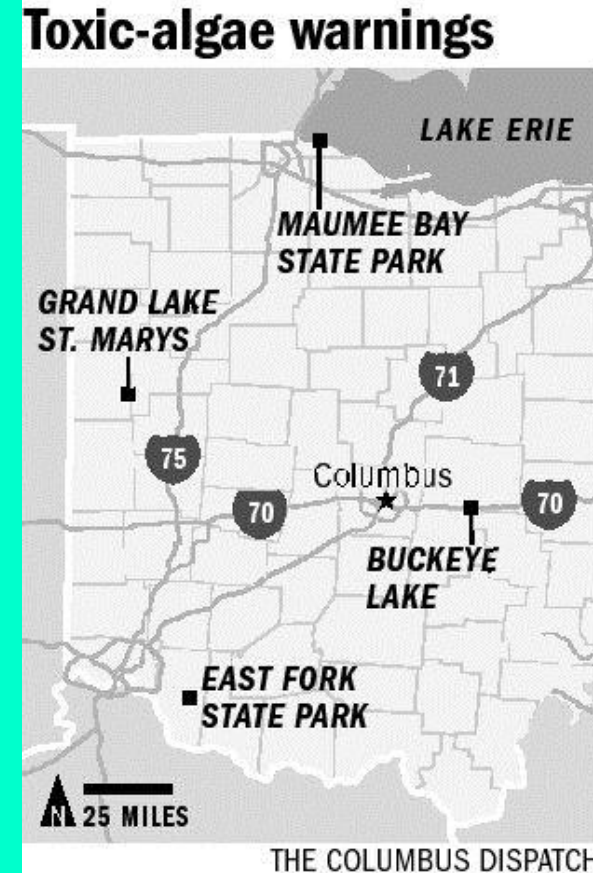 Toxic-algae warnings
LAKE ERIE
MAUMEE BAY
STATE PARK
GRAND LAKE
ST. MARYS
71
75
Columbus
70
70
BUCKEYE
LAKE
EAST FORK
STATE PARK
N
25 MILES
THE COLUMBUS DISPATCH